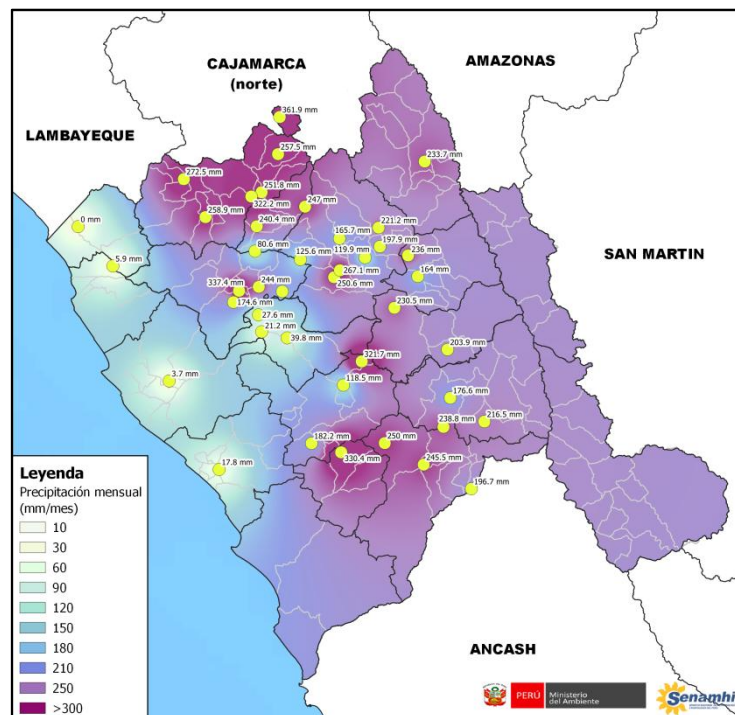 CAJAMARCA
(norte)
AMAZONAS
LAMBAYEQUE
361.9 mm
257.5 mm
233.7 mm
272.5 mm
251.8 mm
322.2 mm
247 mm
258.9 mm
0 mm
240.4 mm
221.2 mm
165.7 mm
197.9 mm
80.6 mm
125.6 mm
119.9 mm
236 mm
SAN MARTIN
5.9 mm
267.1 mm
164 mm
250.6 mm
337.4 mm
244 mm
174.6 mm
230.5 mm
27.6 mm
21.2 mm
39.8 mm
203.9 mm
321.7 mm
3.7 mm
118.5 mm
176.6 mm
216.5 mm
238.8 mm
182.2 mm
250 mm
330.4 mm
245.5 mm
17.8 mm
196.7 mm
Leyenda
Precipitación mensual
(mm/mes)
10
30
60
90
120
150
180
210
250
>300
ANCASH
PERÚ
Ministerio
del Ambiente
Senamhi